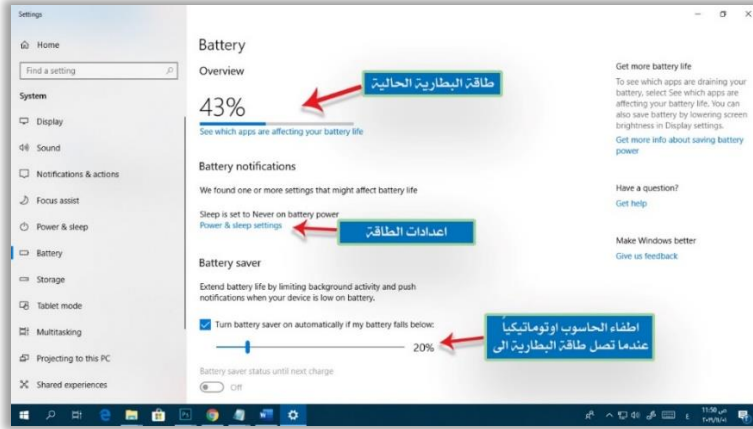 Settings
Home
Find a setting
System
Display
Sound
Notifications & actions
Focus assist
Power & sleep
Battery
Storage
Tablet mode
Multitasking
Projecting to this PC
Shared experiences
Battery
Overview
طاقة البطارية الحالية
43%
See which apps are affecting your battery life
Battery notifications
We found one or more settings that might affect battery life
Sleep is set to Never on battery power
Power & sleep settings
اعدادات الطاقة
Battery saver
Extend battery life by limiting background activity and push
notifications when your device is low on battery.
Turn battery saver on automatically if my battery falls below:
20%
اطفاء الحاسوب اوتوماتيكياً
عندما تصل طاقة البطارية الى
Battery saver status until next charge
Off
Get more battery life
To see which apps are draining your
battery, select See which apps are
affecting your battery life. You can
also save battery by lowering screen
brightness in Display settings.
Get more info about saving battery
power
Have a question?
Get help
Make Windows better
Give us feedback
11:50